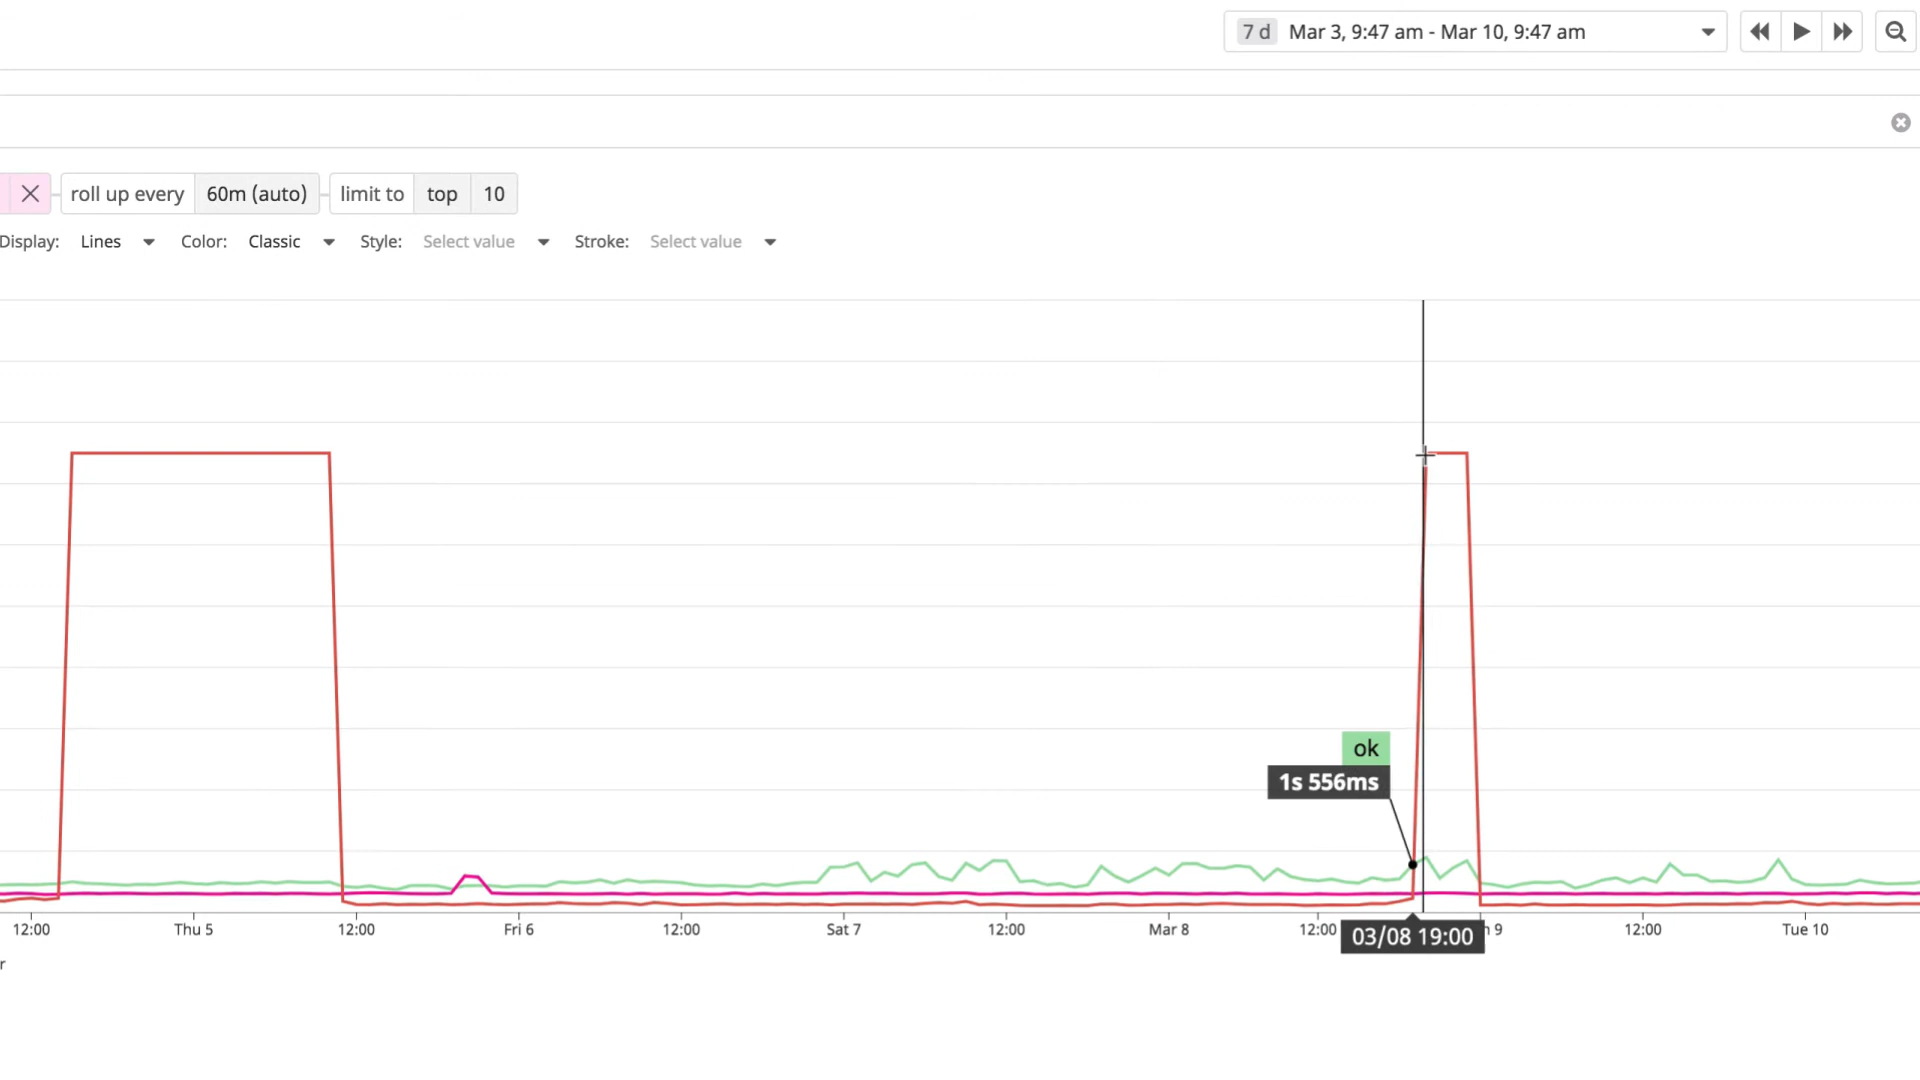 7 d Mar 3, 9:47 am - Mar 10, 9:47 am
roll up every 60m (auto) limit to top 10
Display: Lines Color: Classic Style: Select value Stroke: Select value
ok
1s 556ms
12:00 Thu 5 12:00 Fri 6 12:00 Sat 7 12:00 Mar 8 12:00 03/08 19:00 9 12:00 Tue 10
r